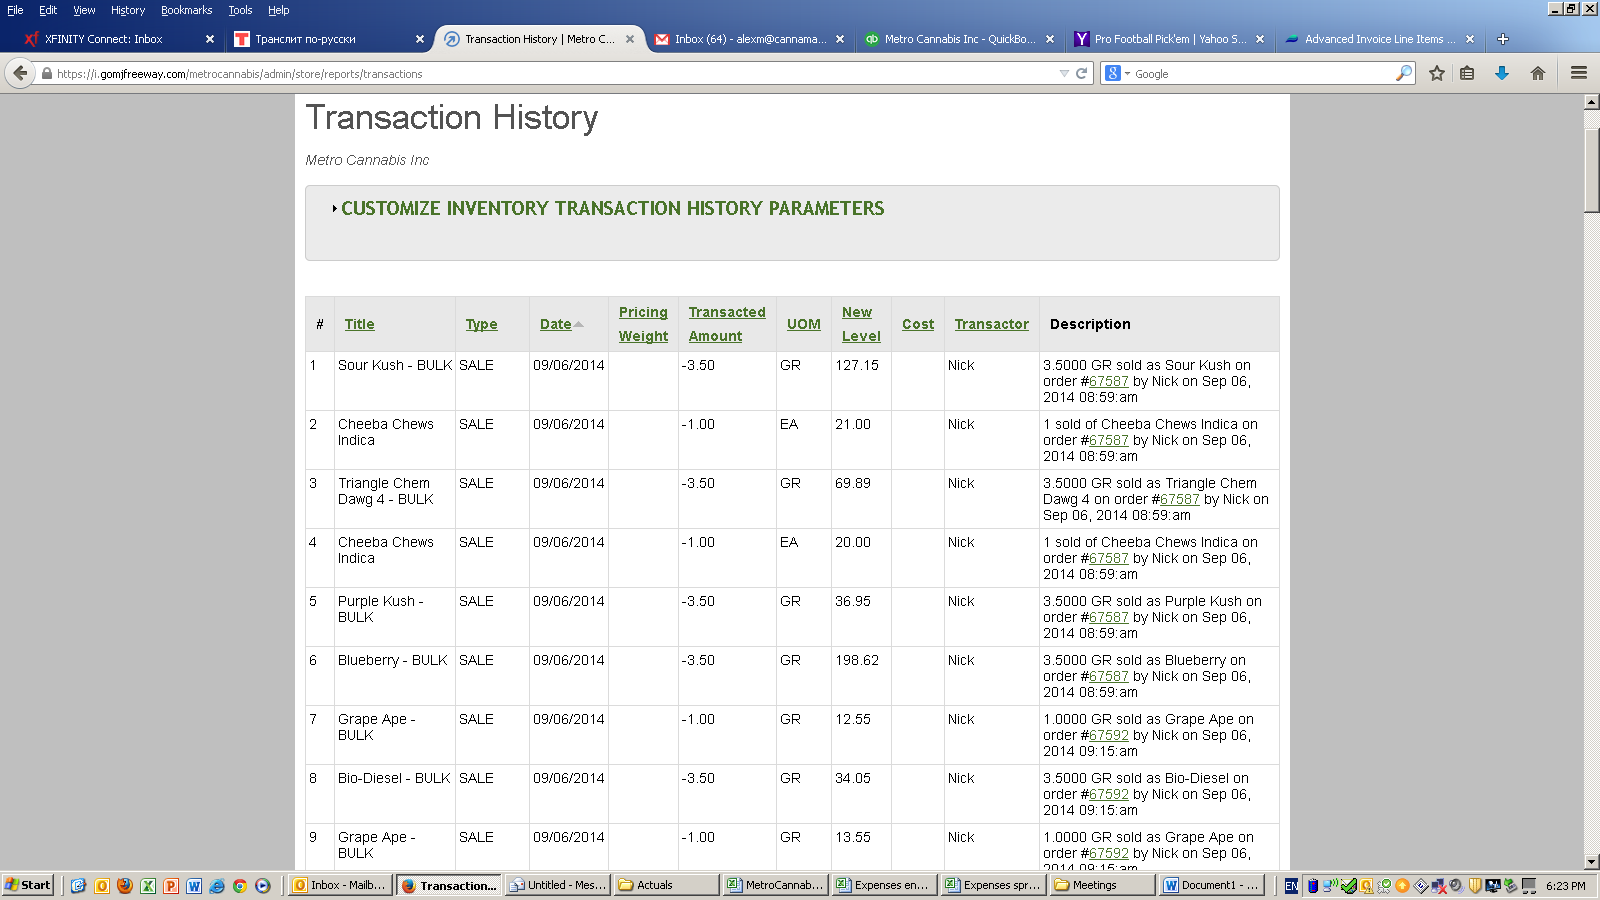 File Edit View History Bookmarks Tools Help
XFINITY Connect: Inbox
Транслит по-русски
Transaction History | Metro C...
Inbox (64) - alexm@cannama...
Metro Cannabis Inc - QuickBo...
Pro Football Pick'em | Yahoo S...
Advanced Invoice Line Items ...
https://i.gomjfreeway.com/metrocannabis/admin/store/reports/transactions
Google
Transaction History
Metro Cannabis Inc
CUSTOMIZE INVENTORY TRANSACTION HISTORY PARAMETERS
# Title Type Date Pricing Weight Transacted Amount UOM New Level Cost Transactor Description
1 Sour Kush - BULK SALE 09/06/2014 -3.50 GR 127.15 Nick 3.5000 GR sold as Sour Kush on
order #67587 by Nick on Sep 06,
2014 08:59:am
2 Cheeba Chews SALE 09/06/2014 -1.00 EA 21.00 Nick 1 sold of Cheeba Chews Indica on
Indica order #67587 by Nick on Sep 06,
2014 08:59:am
3 Triangle Chem SALE 09/06/2014 -3.50 GR 69.89 Nick 3.5000 GR sold as Triangle Chem
Dawg 4 - BULK Dawg 4 on order #67587 by Nick on
Sep 06, 2014 08:59:am
4 Cheeba Chews SALE 09/06/2014 -1.00 EA 20.00 Nick 1 sold of Cheeba Chews Indica on
Indica order #67587 by Nick on Sep 06,
2014 08:59:am
5 Purple Kush - SALE 09/06/2014 -3.50 GR 36.95 Nick 3.5000 GR sold as Purple Kush on
BULK order #67587 by Nick on Sep 06,
2014 08:59:am
6 Blueberry - BULK SALE 09/06/2014 -3.50 GR 198.62 Nick 3.5000 GR sold as Blueberry on
order #67587 by Nick on Sep 06,
2014 08:59:am
7 Grape Ape - SALE 09/06/2014 -1.00 GR 12.55 Nick 1.0000 GR sold as Grape Ape on
BULK order #67592 by Nick on Sep 06,
2014 09:15:am
8 Bio-Diesel - BULK SALE 09/06/2014 -3.50 GR 34.05 Nick 3.5000 GR sold as Bio-Diesel on
order #67592 by Nick on Sep 06,
2014 09:15:am
9 Grape Ape - SALE 09/06/2014 -1.00 GR 13.55 Nick 1.0000 GR sold as Grape Ape on
BULK order #67592 by Nick on Sep 06,
2014 09:15:am
Start
Inbox - Mailb...
Transaction...
Untitled - Mes...
Actuals
MetroCannab...
Expenses en...
Expenses spr...
Meetings
Document1 - ...
EN
6:23 PM